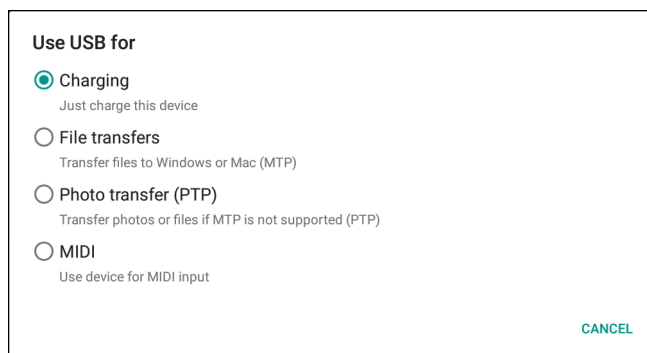 Use USB for
Charging
Just charge this device
File transfers
Transfer files to Windows or Mac (MTP)
Photo transfer (PTP)
Transfer photos or files if MTP is not supported (PTP)
MIDI
Use device for MIDI input
CANCEL